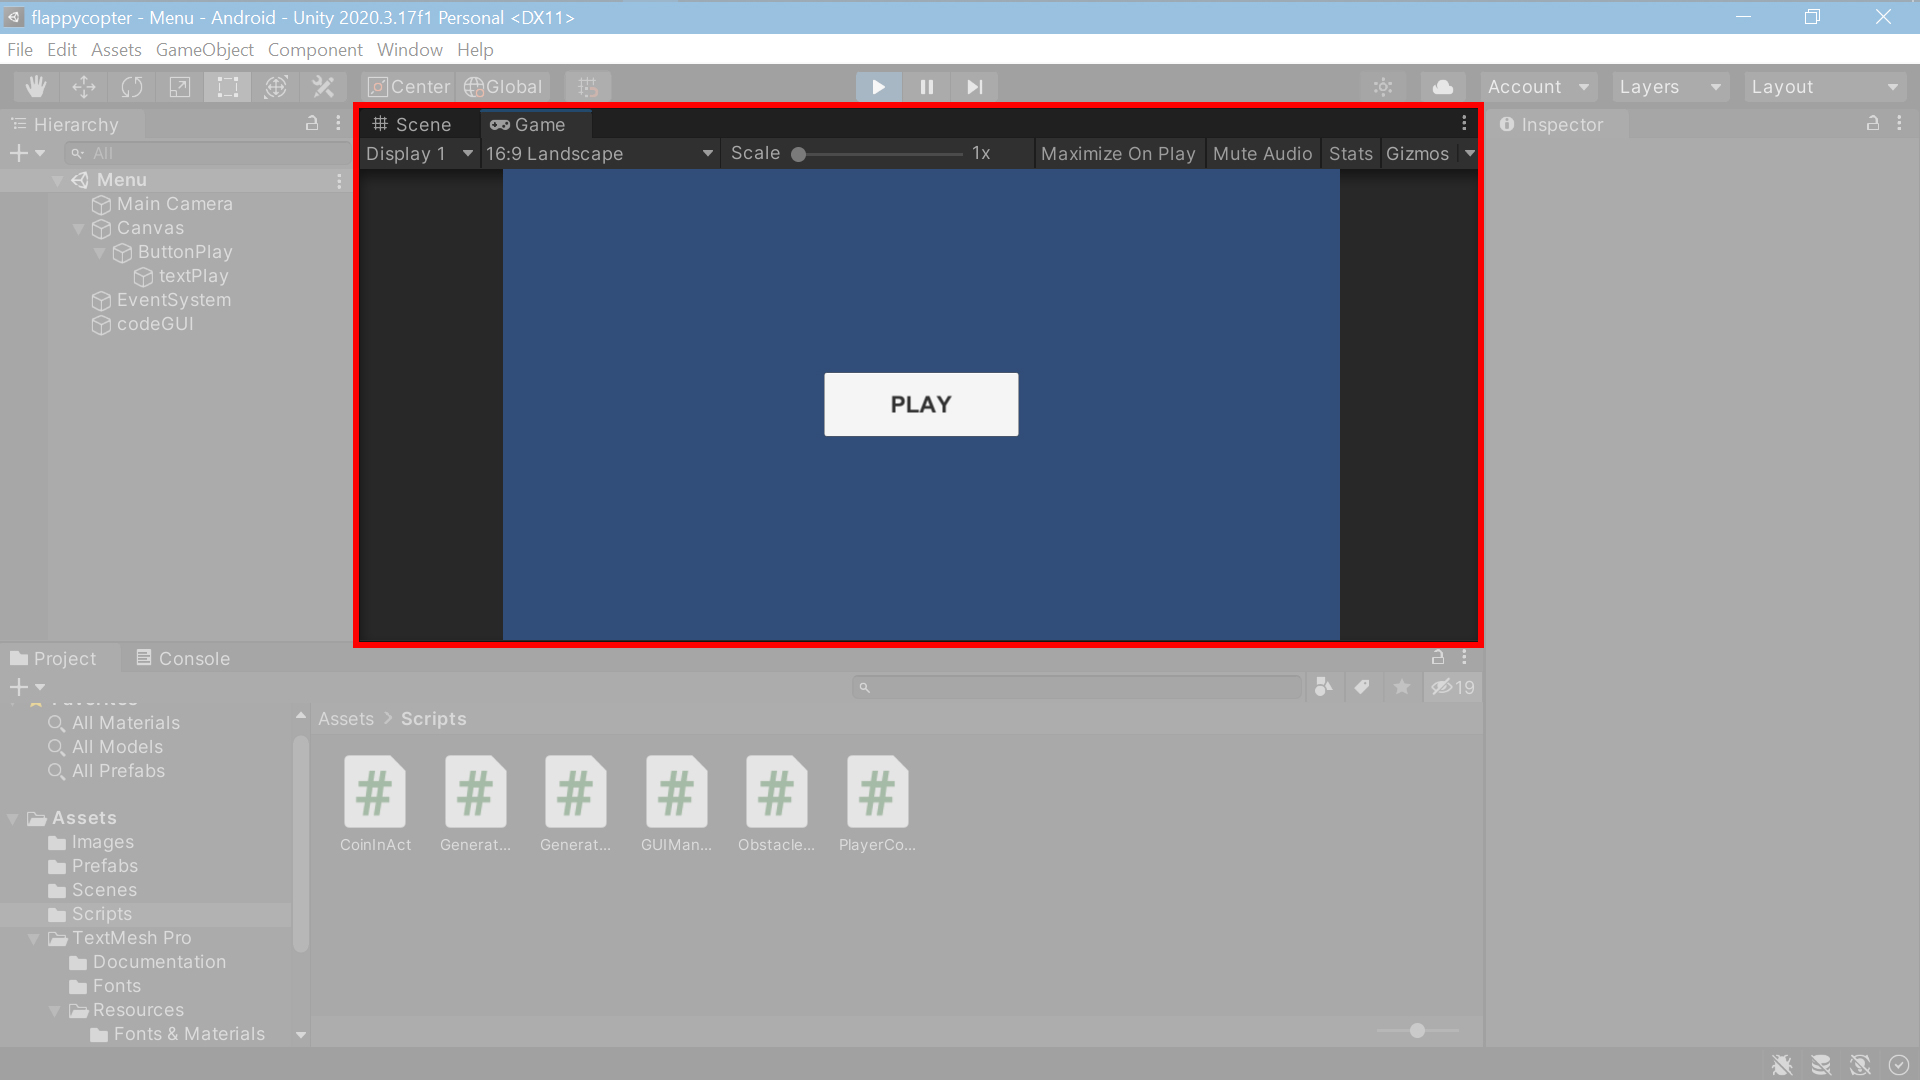 flappycopter - Menu - Android - Unity 2020.3.17f1 Personal <DX11>
File Edit Assets GameObject Component Window Help
Center Global Account Layers Layout
Hierarchy
All
Menu
Main Camera
Canvas
ButtonPlay
textPlay
EventSystem
codeGUI
Scene Game
Display 1 16:9 Landscape Scale 1x Maximize On Play Mute Audio Stats Gizmos
PLAY
Inspector
Project Console
19
Favorites
All Materials
All Models
All Prefabs
Assets
Images
Prefabs
Scenes
Scripts
TextMesh Pro
Documentation
Fonts
Resources
Fonts & Materials
Assets > Scripts
CoinInAct Generat... Generat... GUIMan... Obstacle... PlayerCo...